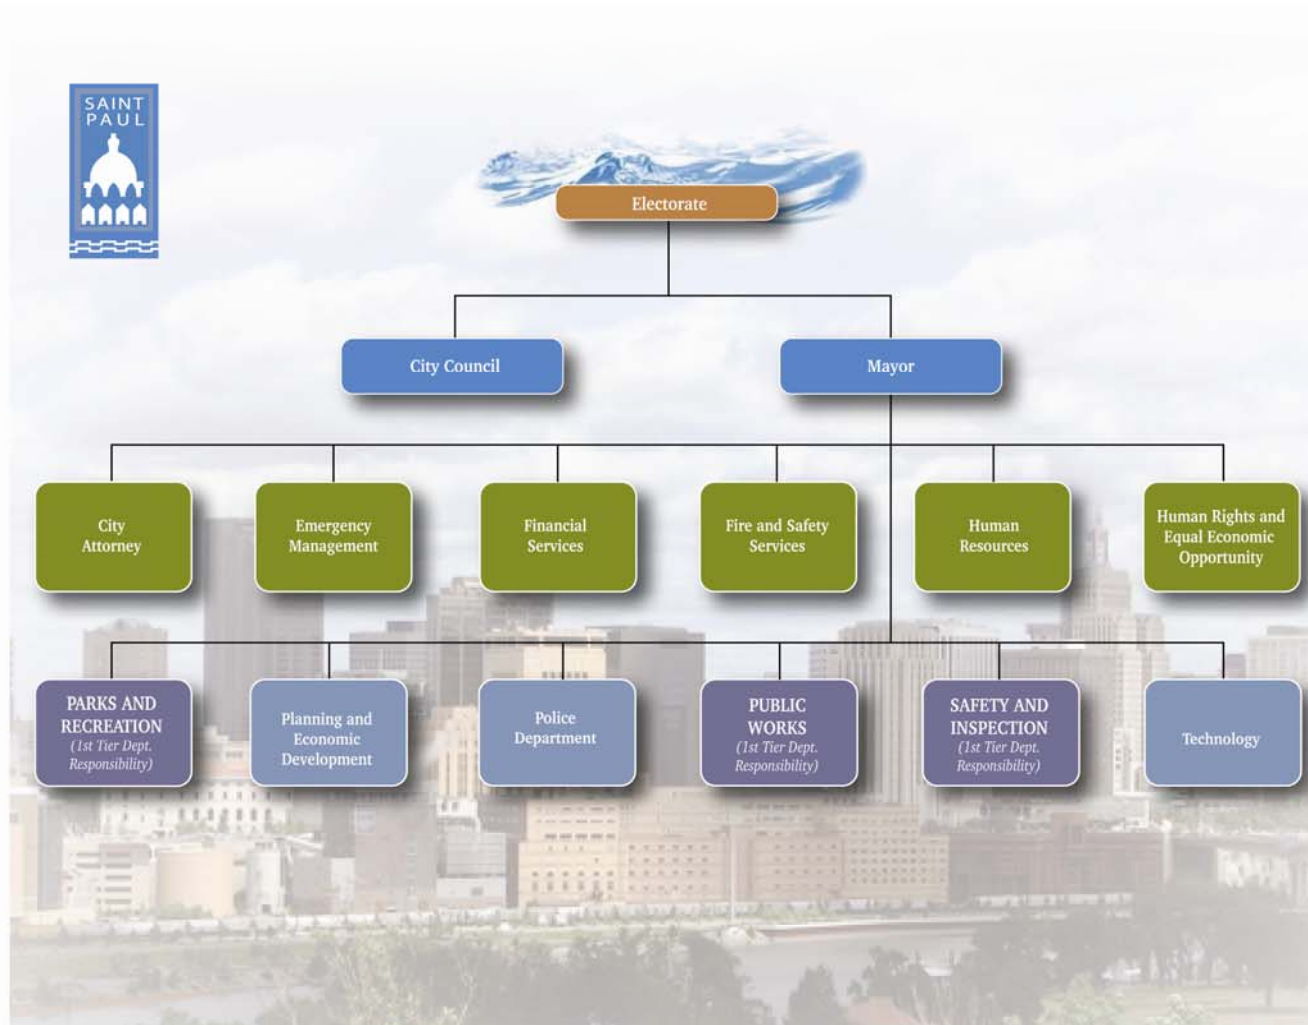 SAINT
PAUL
Electorate
City Council
Mayor
City
Attorney
Emergency
Management
Financial
Services
Fire and Safety
Services
Human
Resources
Human Rights and
Equal Economic
Opportunity
PARKS AND
RECREATION
(1st Tier Dept.
Responsibility)
Planning and
Economic
Development
Police
Department
PUBLIC
WORKS
(1st Tier Dept.
Responsibility)
SAFETY AND
INSPECTION
(1st Tier Dept.
Responsibility)
Technology